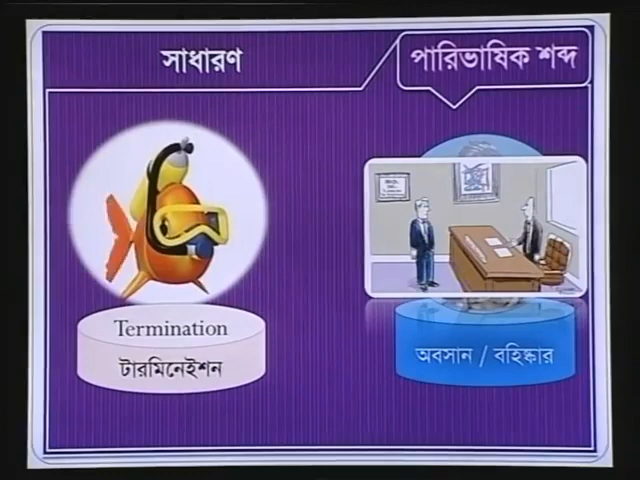 সাধারণ
পারিভাষিক শব্দ
Termination
টারমিনেইশন
অবসান / বহিষ্কার